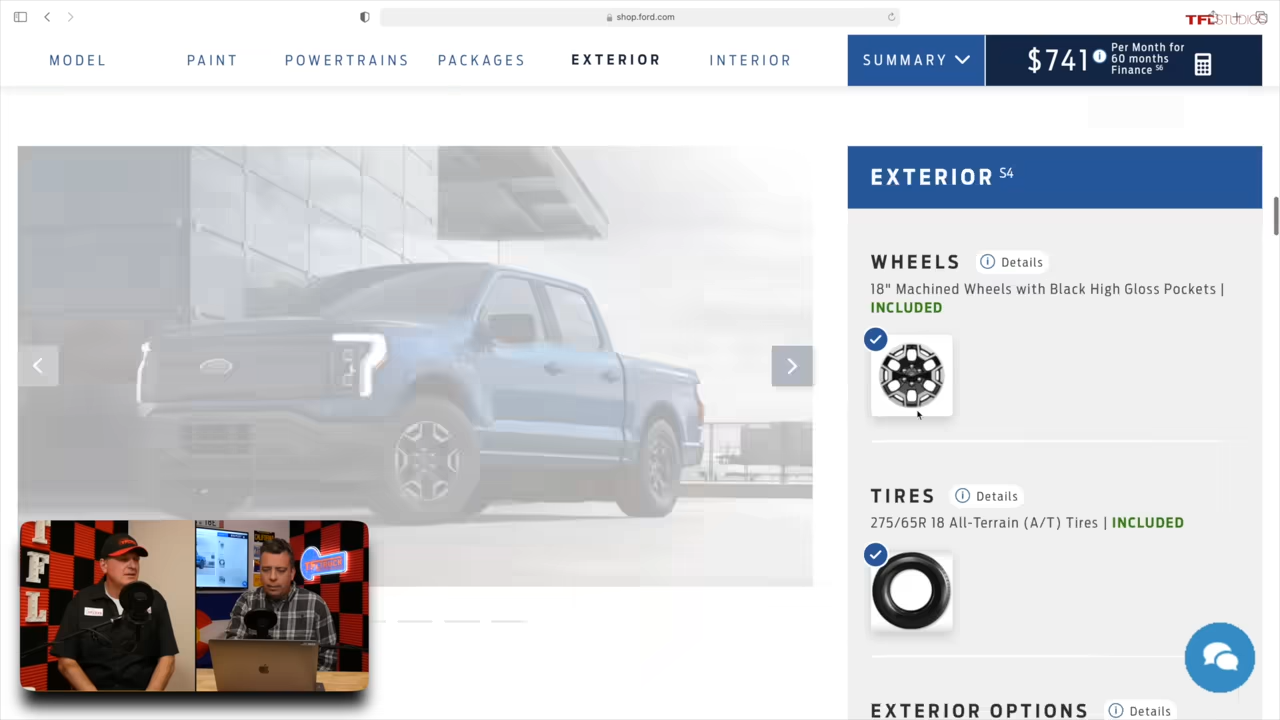 shop.ford.com
TFLSTUDIOS
MODEL
PAINT
POWERTRAINS
PACKAGES
EXTERIOR
INTERIOR
SUMMARY
$741
Per Month for
60 months
Finance S6
EXTERIOR S4
WHEELS
Details
18" Machined Wheels with Black High Gloss Pockets |
INCLUDED
TIRES
Details
275/65R 18 All-Terrain (A/T) Tires | INCLUDED
EXTERIOR OPTIONS
Details
F
L